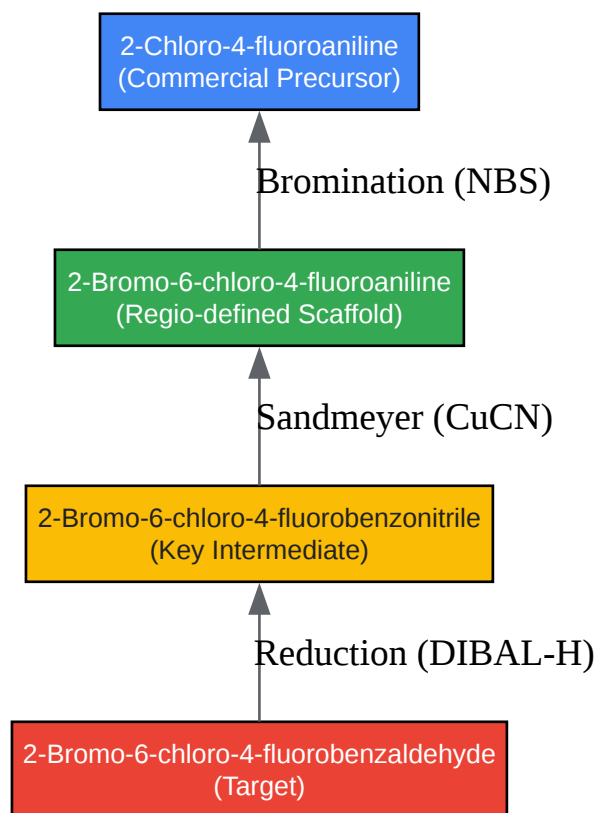 2-Chloro-4-fluoroaniline
(Commercial Precursor)
Bromination (NBS)
2-Bromo-6-chloro-4-fluoroaniline
(Regio-defined Scaffold)
Sandmeyer (CuCN)
2-Bromo-6-chloro-4-fluorobenzonitrile
(Key Intermediate)
Reduction (DIBAL-H)
2-Bromo-6-chloro-4-fluorobenzaldehyde
(Target)